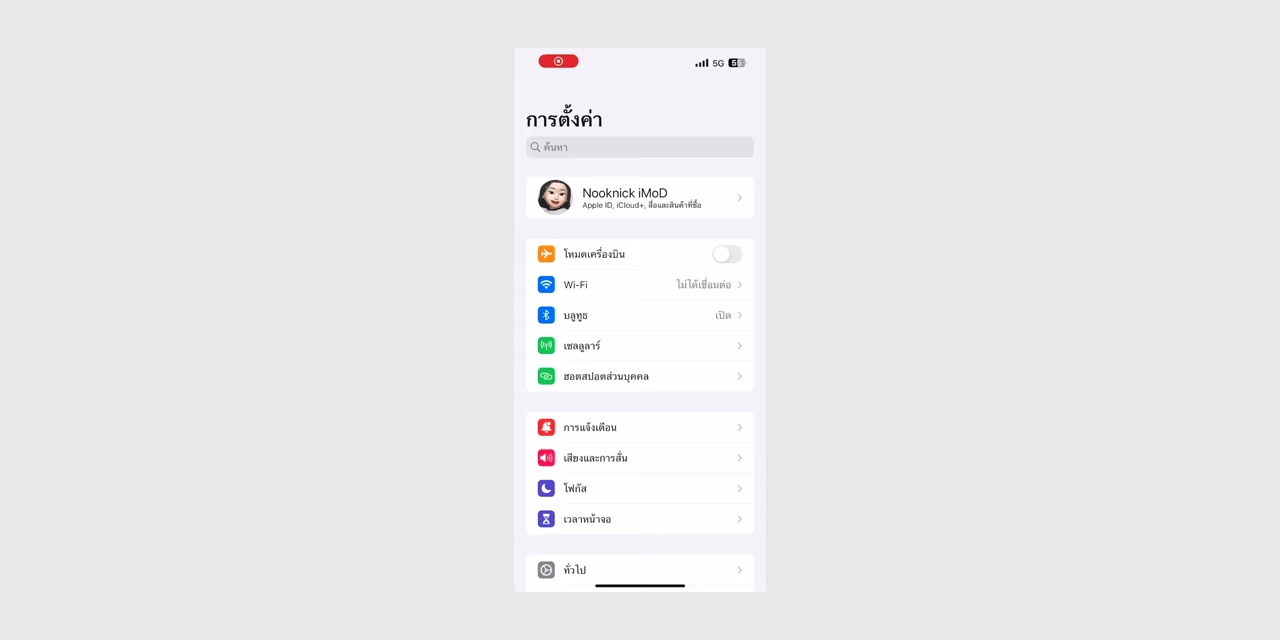 5G
การตั้งค่า
ค้นหา
Nooknick iMoD
Apple ID, iCloud+, สื่อและสินค้าที่ซื้อ
โหมดเครื่องบิน
Wi-Fi ไม่ได้เชื่อมต่อ
บลูทูธ เปิด
เซลลูลาร์
ฮอตสปอตส่วนบุคคล
การแจ้งเตือน
เสียงและการสั่น
โฟกัส
เวลาหน้าจอ
ทั่วไป